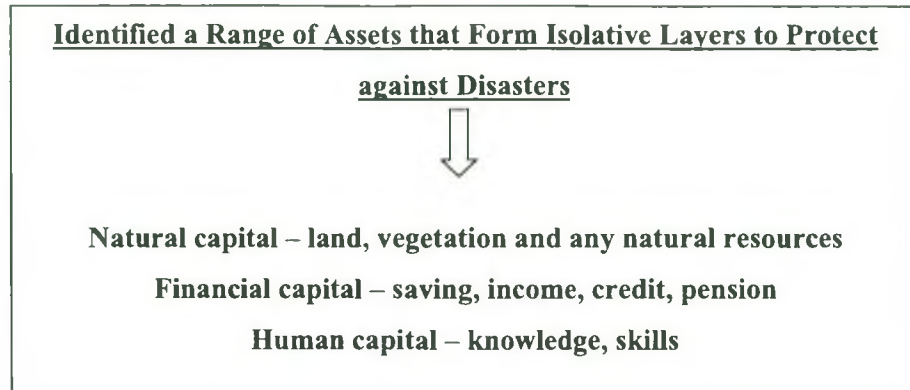 Identified a Range of Assets that Form Isolative Layers to Protect
against Disasters
Natural capital – land, vegetation and any natural resources
Financial capital – saving, income, credit, pension
Human capital – knowledge, skills